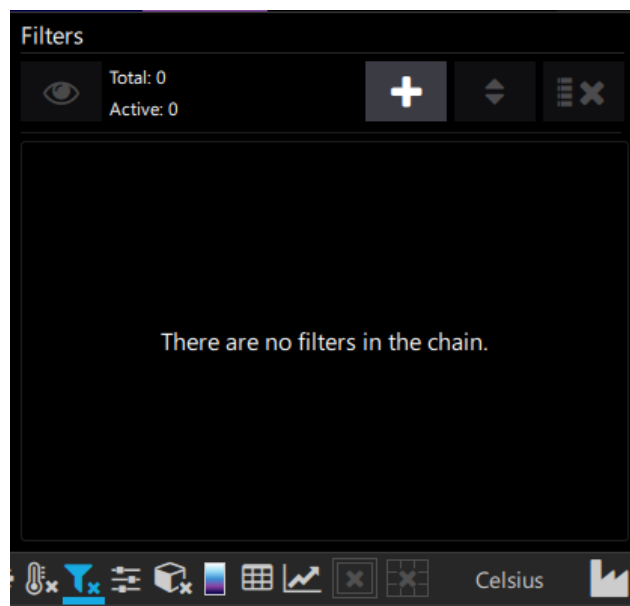 Filters
Total: 0
Active: 0
There are no filters in the chain.
Celsius